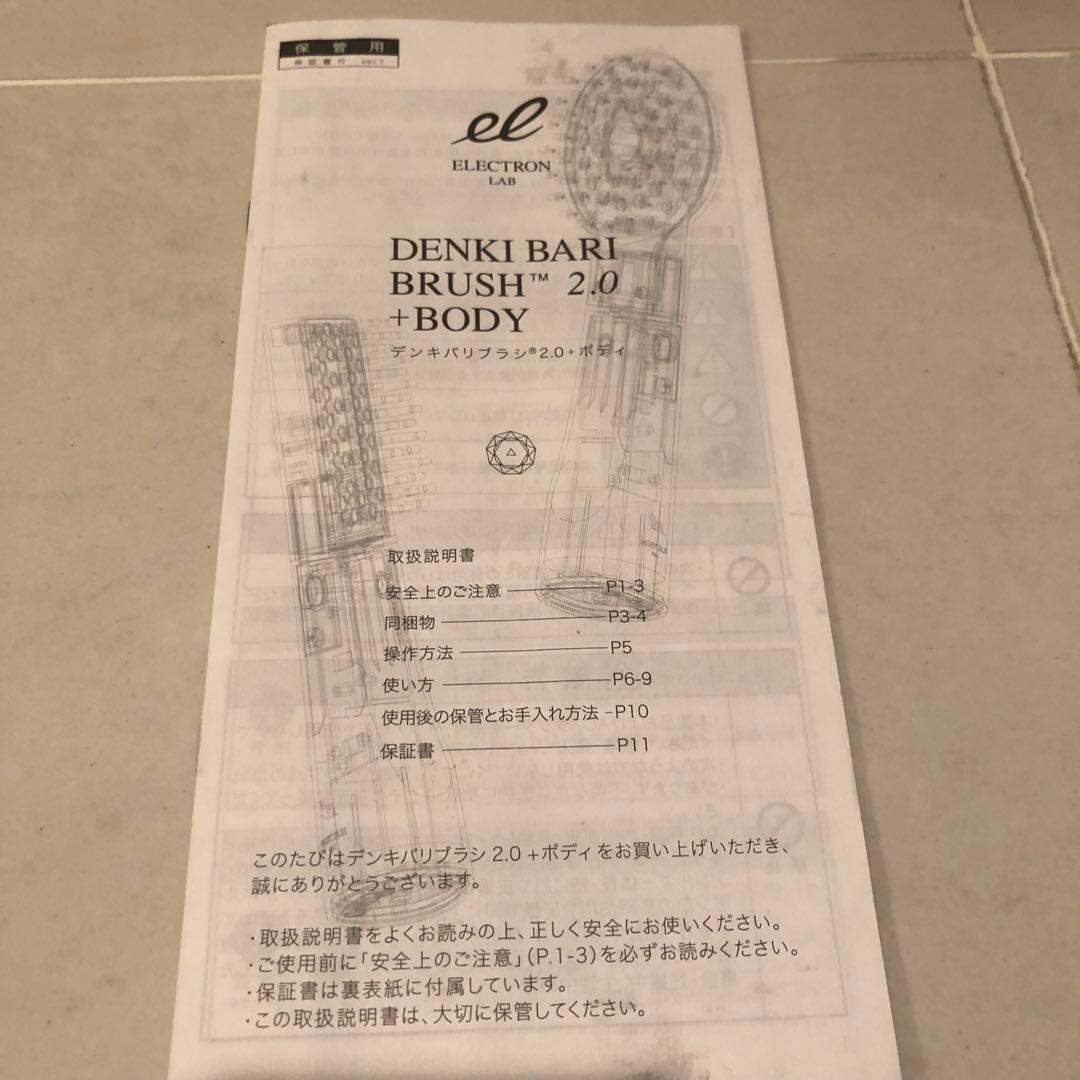 保管用
保証書付 ver.1
el
ELECTRON
LAB
DENKI BARI
BRUSH™ 2.0
+BODY
デンキバリブラシ®2.0+ボディ
取扱説明書
安全上のご注意 P1-3
同梱物 P3-4
操作方法 P5
使い方 P6-9
使用後の保管とお手入れ方法 -P10
保証書 P11
このたびはデンキバリブラシ 2.0 +ボディをお買い上げいただき、
誠にありがとうございます。
・取扱説明書をよくお読みの上、正しく安全にお使いください。
・ご使用前に「安全上のご注意」(P.1-3)を必ずお読みください。
・保証書は裏表紙に付属しています。
・この取扱説明書は、大切に保管してください。